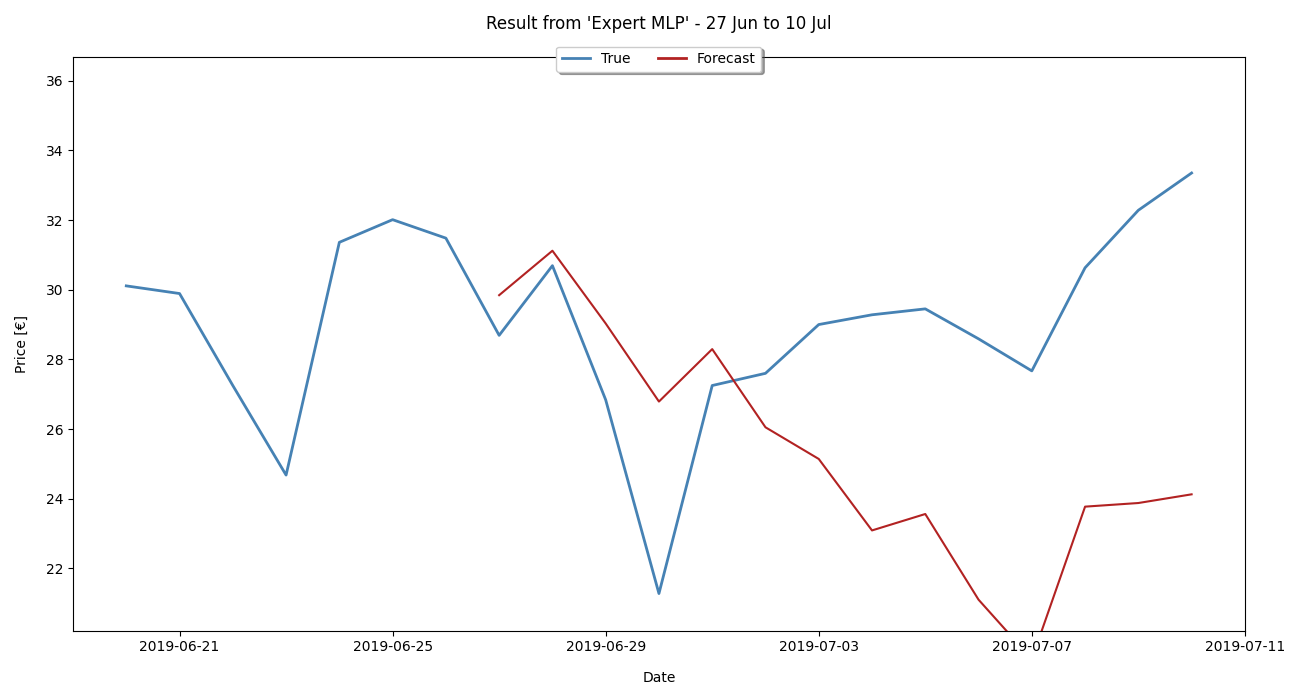 Result from 'Expert MLP' - 27 Jun to 10 Jul
True Forecast
36
34
32
30
28
26
24
22
Price [€]
2019-06-21 2019-06-25 2019-06-29 2019-07-03 2019-07-07 2019-07-11
Date